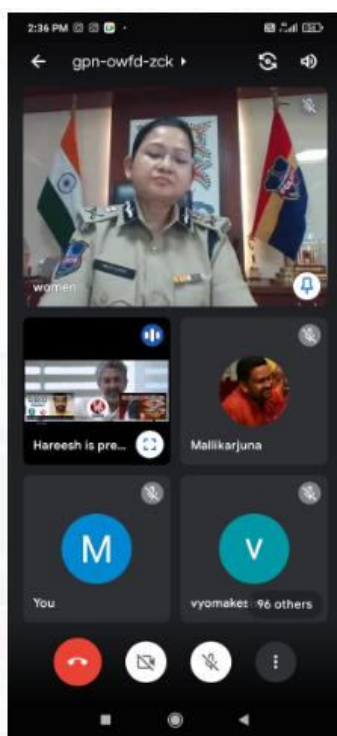 2:36 PM
gpn-owfd-zck
women
Hareesh is pre...
Mallikarjuna
M
You
V
vyomakes
96 others